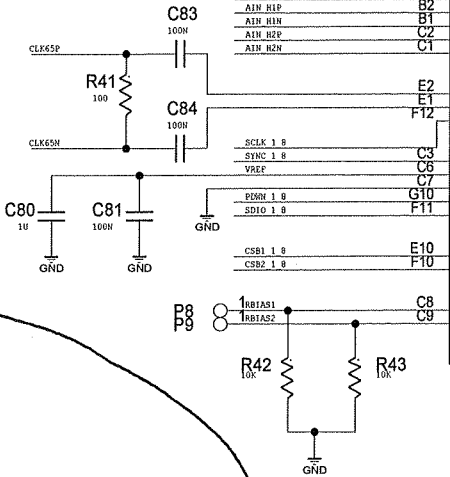 AIN H1P B2
AIN H1N B1
AIN H2P C2
AIN H2N C1
C83
100N
CLK65P
R41
100
E2
E1
F12
C84
100N
CLK65N
SCLK 1 8
SYNC 1 8 C3
VREF C6
C7
PDWN 1 8 G10
SDIO 1 8 F11
C80
1U
C81
100N
GND
GND
GND
CSB1 1 8 E10
CSB2 1 8 F10
P8 1 RBIAS1 C8
P9 1 RBIAS2 C9
R42
10K
R43
10K
GND